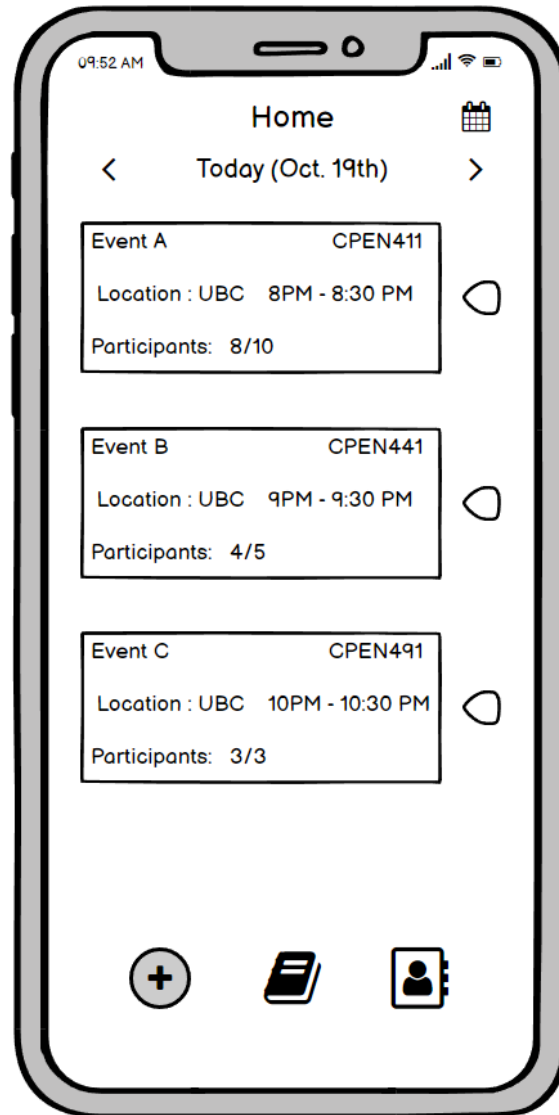 09:52 AM
Home
Today (Oct. 19th)
Event A CPEN411
Location : UBC 8PM - 8:30 PM
Participants: 8/10
Event B CPEN441
Location : UBC 9PM - 9:30 PM
Participants: 4/5
Event C CPEN491
Location : UBC 10PM - 10:30 PM
Participants: 3/3